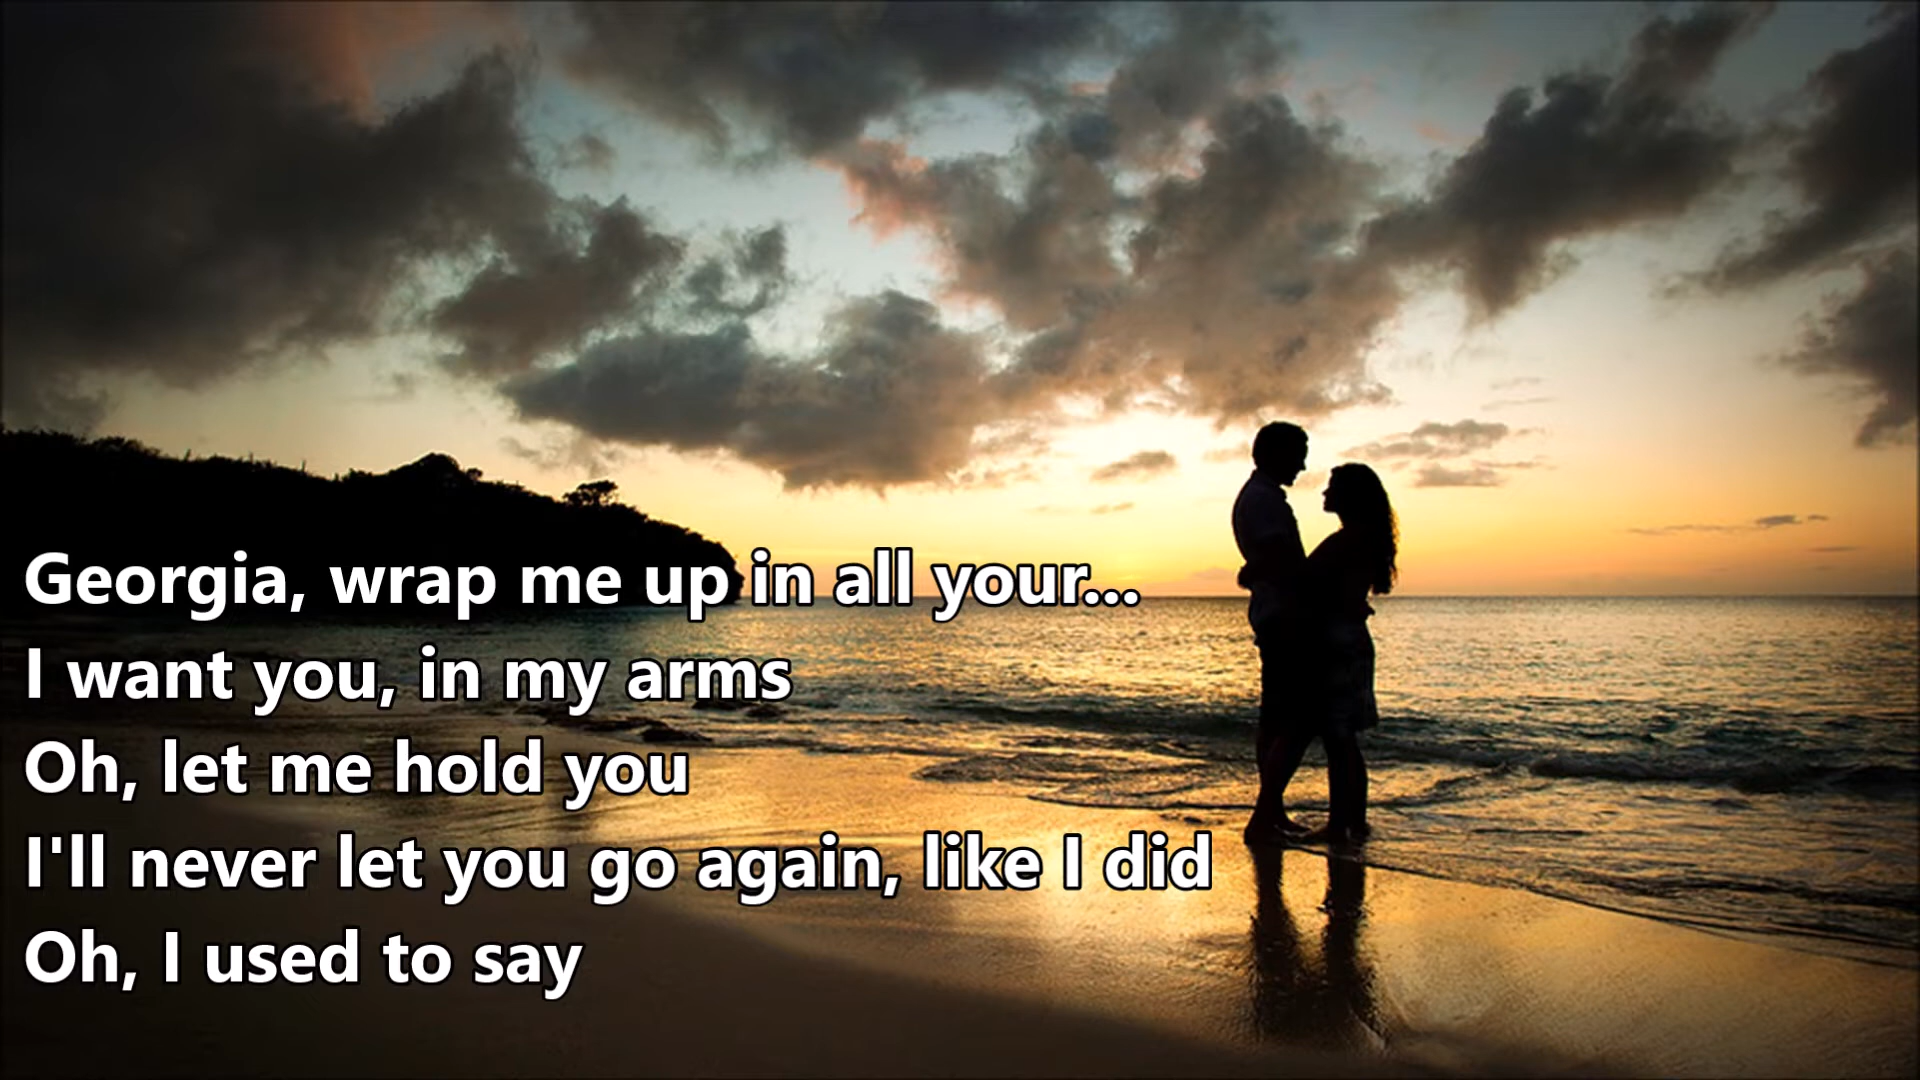 Georgia, wrap me up in all your...
I want you, in my arms
Oh, let me hold you
I'll never let you go again, like I did
Oh, I used to say